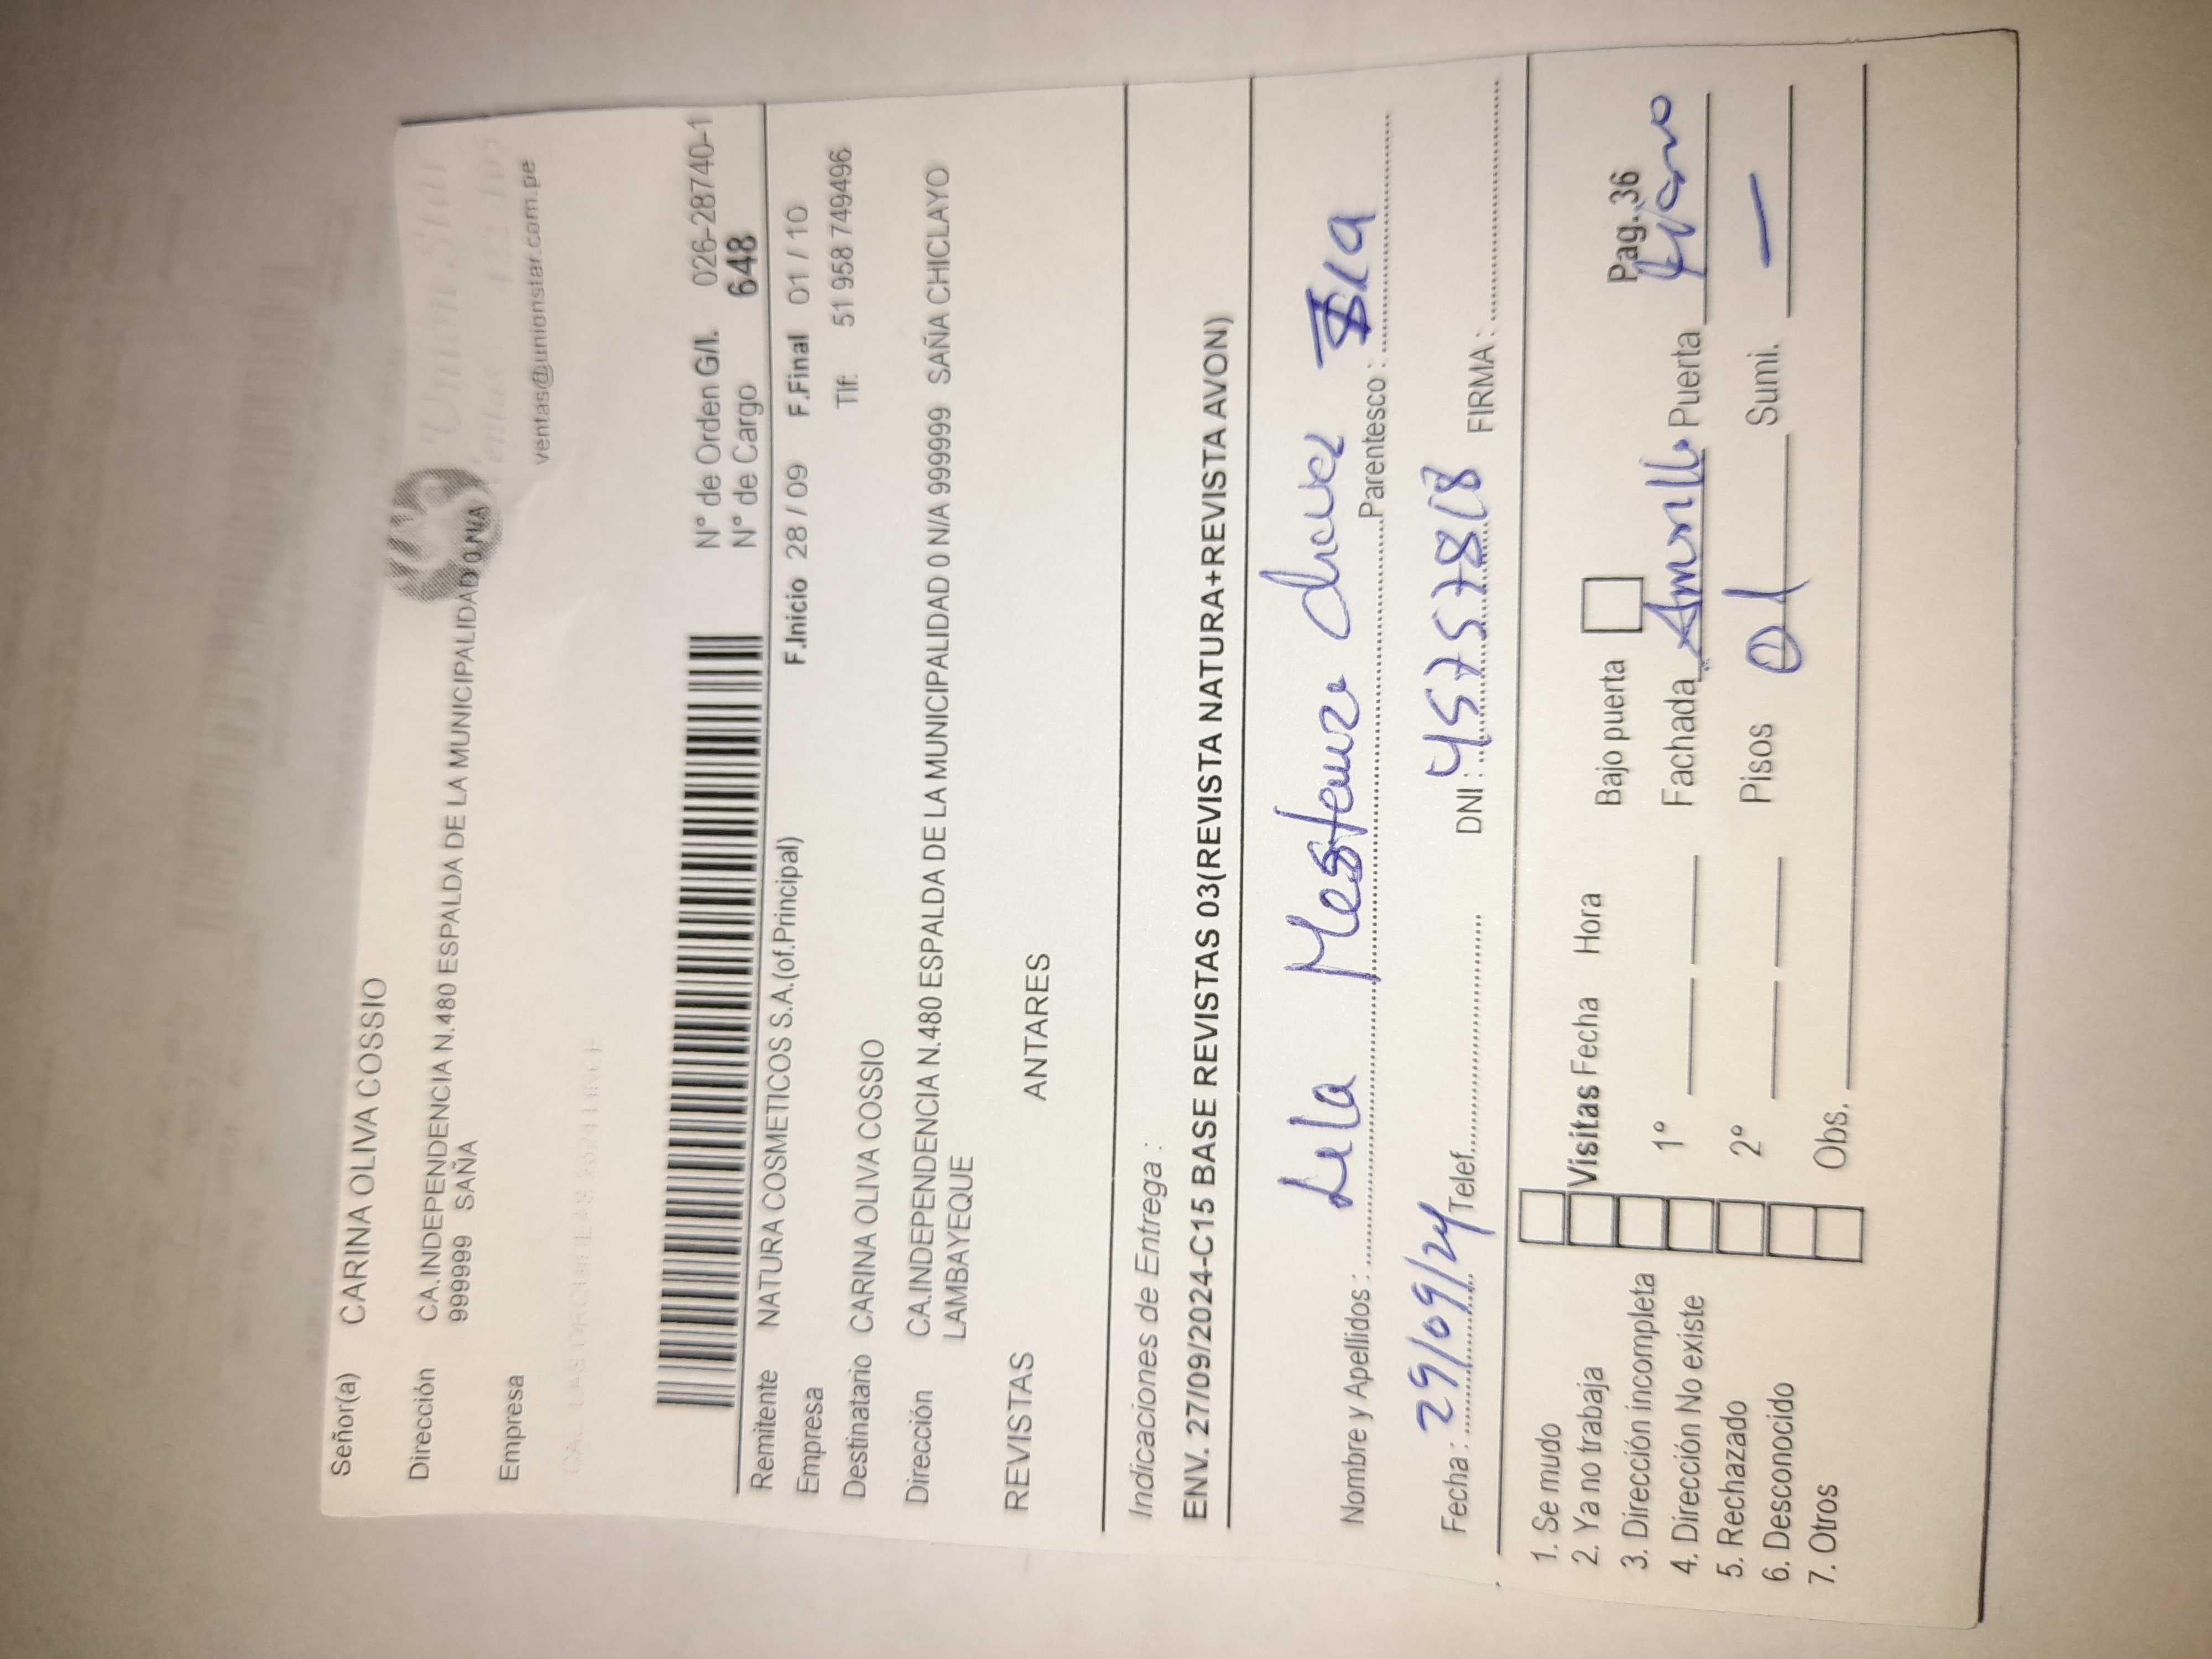 Señor(a) CARINA OLIVA COSSIO
Dirección CA.INDEPENDENCIA N.480 ESPALDA DE LA MUNICIPALIDAD 0 N/A
999999 SAÑA
Empresa
Union Star
ventas@unionstar.com.pe
N° de Orden G/I. 026-28740-1
N° de Cargo 648
Remitente NATURA COSMETICOS S.A.(of.Principal) F.Inicio 28 / 09 F.Final 01 / 10
Empresa
Destinatario CARINA OLIVA COSSIO Tlf: 51 958 749496
Dirección CA.INDEPENDENCIA N.480 ESPALDA DE LA MUNICIPALIDAD 0 N/A 999999 SAÑA CHICLAYO
LAMBAYEQUE
REVISTAS ANTARES
Indicaciones de Entrega :
ENV. 27/09/2024-C15 BASE REVISTAS 03(REVISTA NATURA+REVISTA AVON)
Nombre y Apellidos : Lila Parentesco :
Fecha : 29/09/24 Telef. DNI : FIRMA :
1. Se mudo
2. Ya no trabaja Visitas Fecha Hora Bajo puerta Pag. 36
3. Dirección incompleta
4. Dirección No existe 1° Fachada Puerta
5. Rechazado
6. Desconocido 2° Pisos 01 Sumi. —
7. Otros Obs.